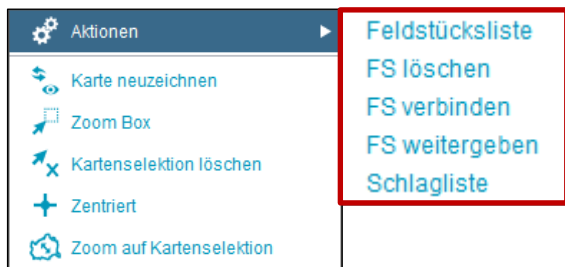 Aktionen
Karte neuzeichnen
Zoom Box
Kartenselektion löschen
Zentriert
Zoom auf Kartenselektion
Feldstücksliste
FS löschen
FS verbinden
FS weitergeben
Schlagliste